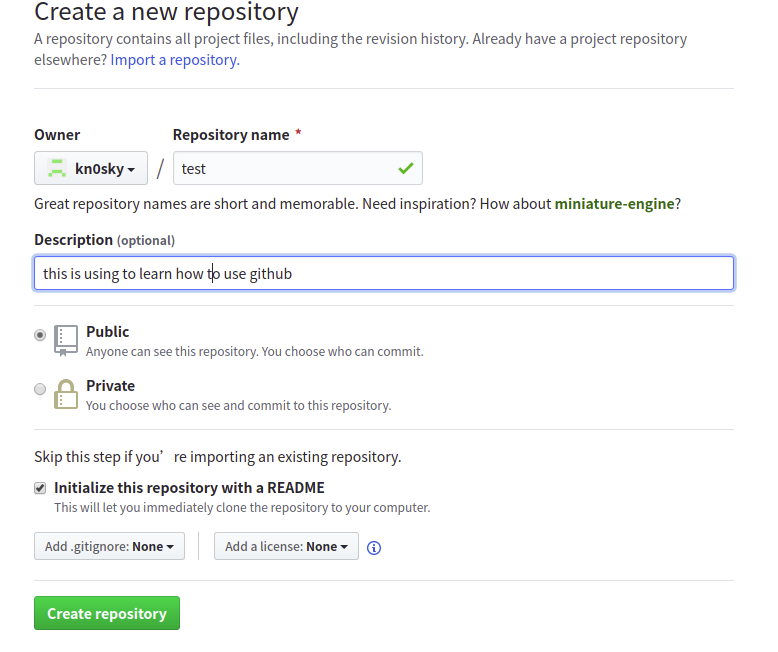 Create a new repository
A repository contains all project files, including the revision history. Already have a project repository
elsewhere? Import a repository.
Owner
Repository name *
kn0sky / test
Great repository names are short and memorable. Need inspiration? How about miniature-engine?
Description (optional)
this is using to learn how to use github
Public
Anyone can see this repository. You choose who can commit.
Private
You choose who can see and commit to this repository.
Skip this step if you’re importing an existing repository.
Initialize this repository with a README
This will let you immediately clone the repository to your computer.
Add .gitignore: None
Add a license: None
Create repository